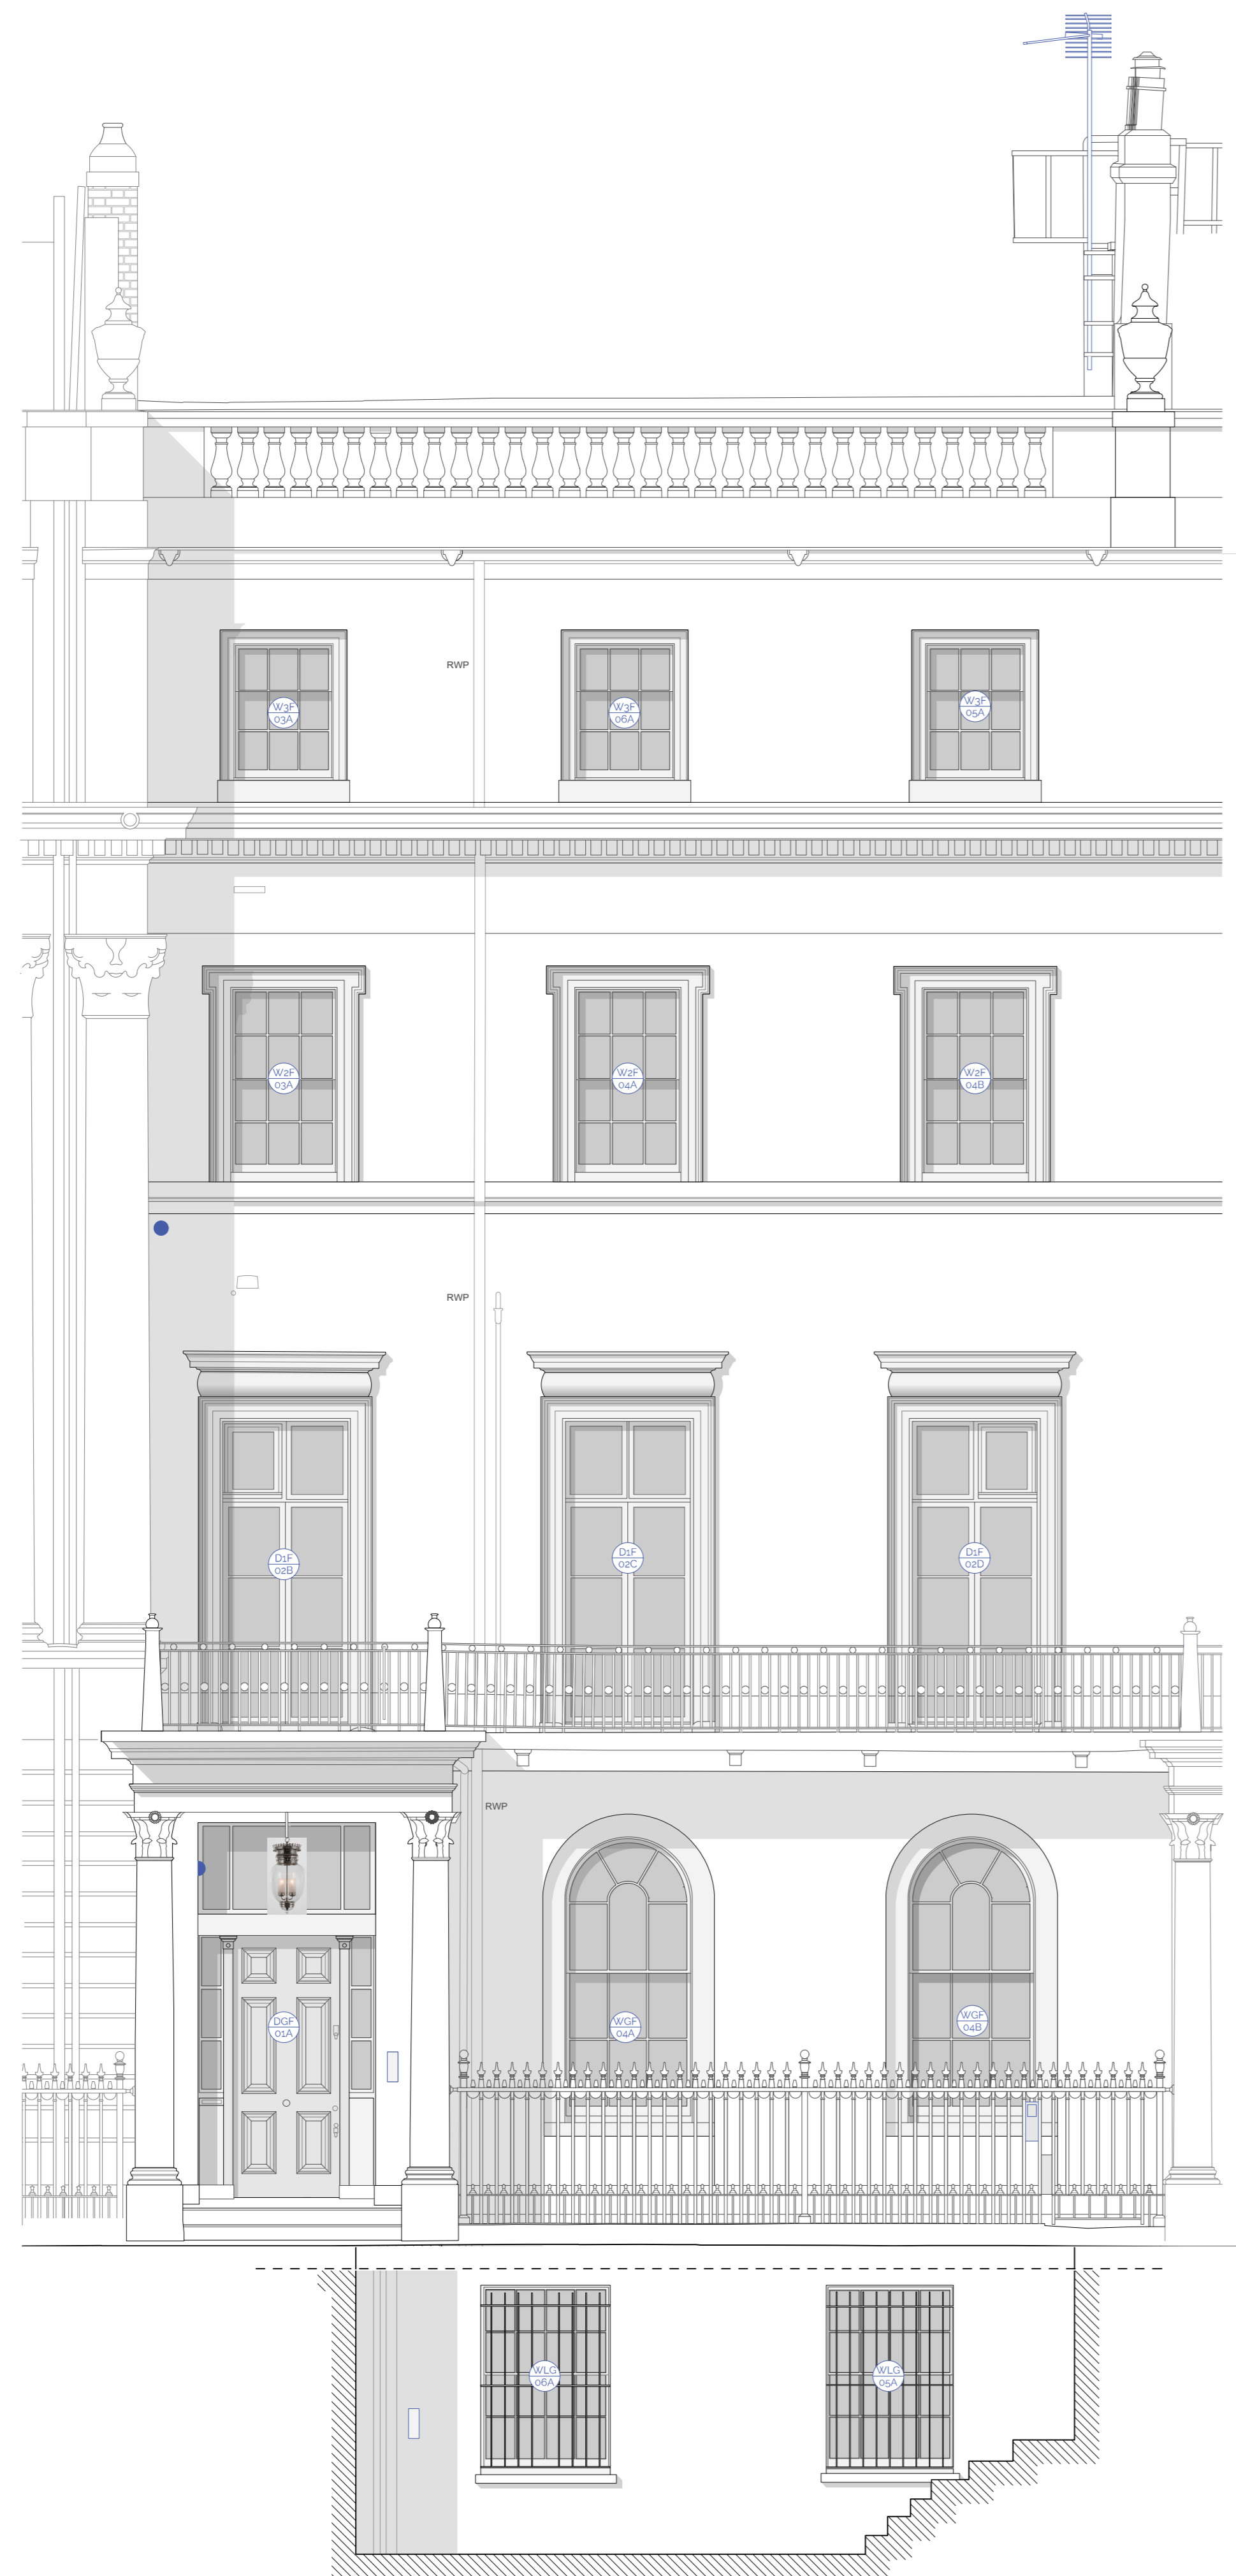 RWP
W3F
03A
W3F
06A
W3F
05A
W2F
03A
W2F
04A
W2F
04B
RWP
D1F
02B
D1F
02C
D1F
02D
RWP
DGF
01A
WGF
04A
WGF
04B
WLG
06A
WLG
05A